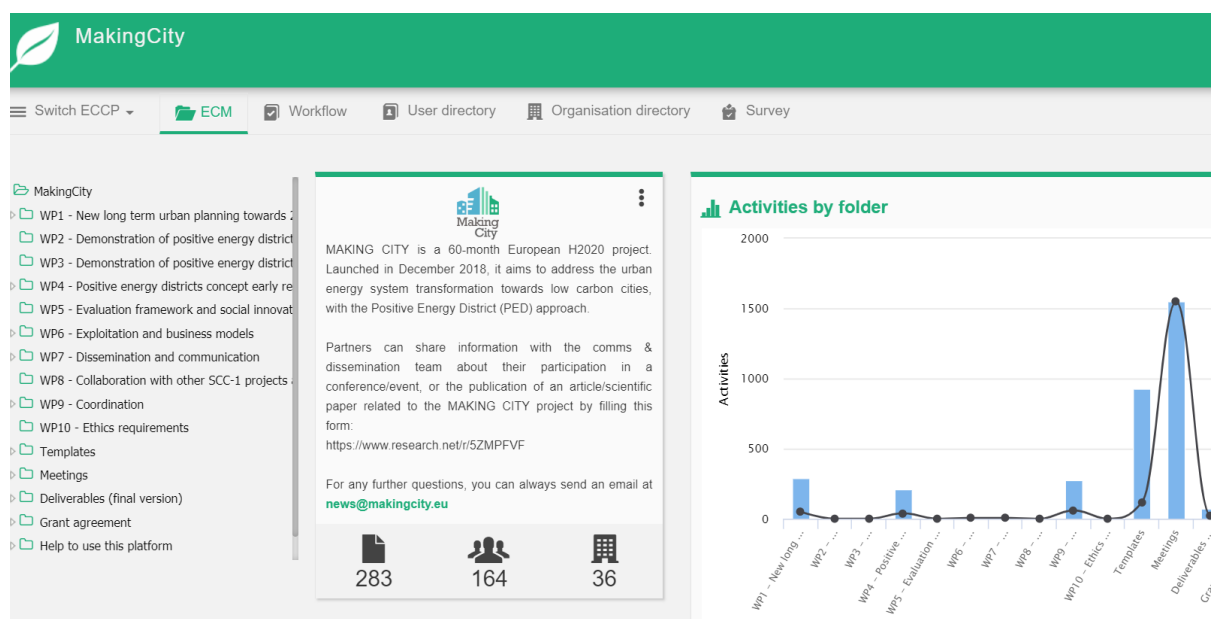 MakingCity
Switch ECCP
ECM
Workflow
User directory
Organisation directory
Survey
MakingCity
WP1 - New long term urban planning towards 2
WP2 - Demonstration of positive energy district
WP3 - Demonstration of positive energy district
WP4 - Positive energy districts concept early re
WP5 - Evaluation framework and social innovat
WP6 - Exploitation and business models
WP7 - Dissemination and communication
WP8 - Collaboration with other SCC-1 projects
WP9 - Coordination
WP10 - Ethics requirements
Templates
Meetings
Deliverables (final version)
Grant agreement
Help to use this platform
Making
City
MAKING CITY is a 60-month European H2020 project.
Launched in December 2018, it aims to address the urban
energy system transformation towards low carbon cities,
with the Positive Energy District (PED) approach.
Partners can share information with the comms &
dissemination team about their participation in a
conference/event, or the publication of an article/scientific
paper related to the MAKING CITY project by filling this
form:
https://www.research.net/r/5ZMPFVF
For any further questions, you can always send an email at
news@makingcity.eu
283
164
36
Activities by folder
2000
1500
1000
500
0
Activities
WP1 - New long ...
WP2 - ...
WP3 - ...
WP4 - Positive ...
WP5 - Evaluation ...
WP6 - ...
WP7 - ...
WP8 - ...
WP9 - ...
WP10 - Ethics ...
Templates
Meetings
Deliverables ...